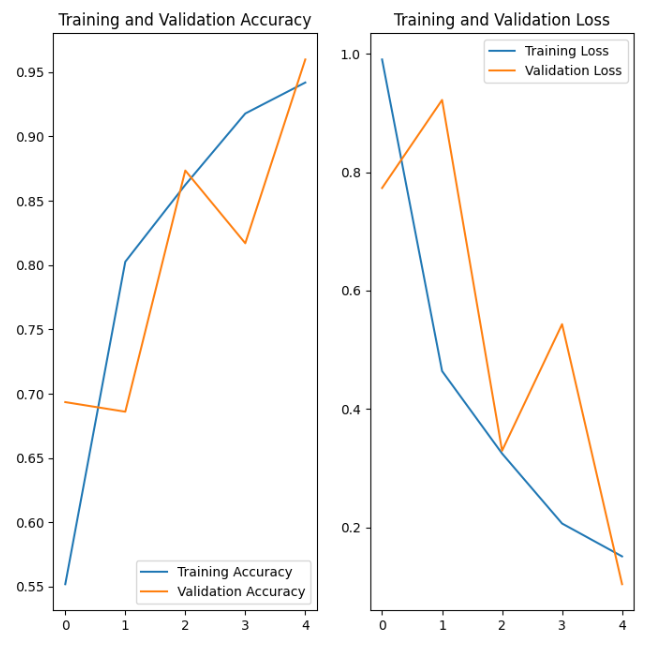 Training and Validation Accuracy
0.95
0.90
0.85
0.80
0.75
0.70
0.65
0.60
0.55
Training Accuracy
Validation Accuracy
0 1 2 3 4
Training and Validation Loss
Training Loss
Validation Loss
1.0
0.8
0.6
0.4
0.2
0 1 2 3 4